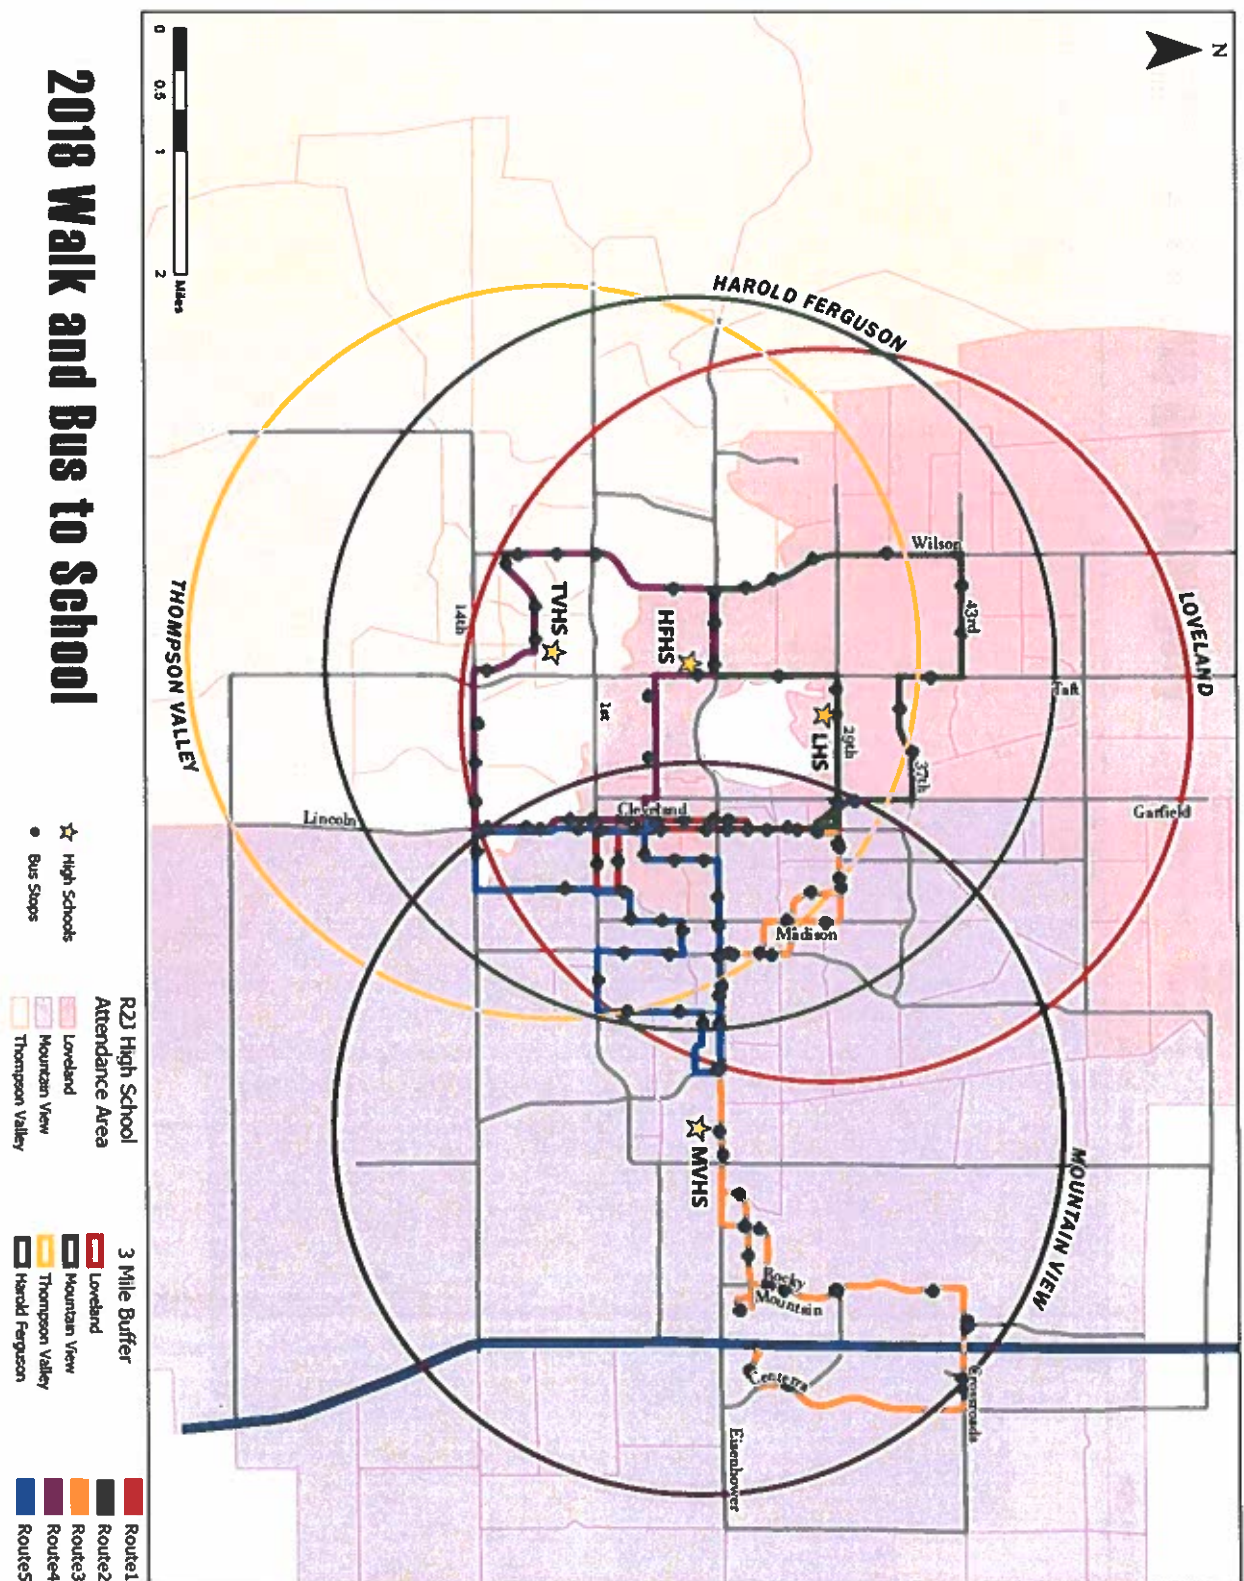 N
0
0.5
1
2
Miles
2018 Walk and Bus to School
HAROLD FERGUSON
LOVELAND
THOMPSON VALLEY
MOUNTAIN VIEW
Wilson
43rd
Taft
37th
29th
Garfield
TVHS
HFHS
LHS
MVHS
14th
1st
Cleveland
Lincoln
Madison
Rocky
Mountain
Centerra
Crossroads
Eisenhower
High Schools
Bus Stops
R2J High School
Attendance Area
Loveland
Mountain View
Thompson Valley
3 Mile Buffer
Loveland
Mountain View
Thompson Valley
Harold Ferguson
Route1
Route2
Route3
Route4
Route5